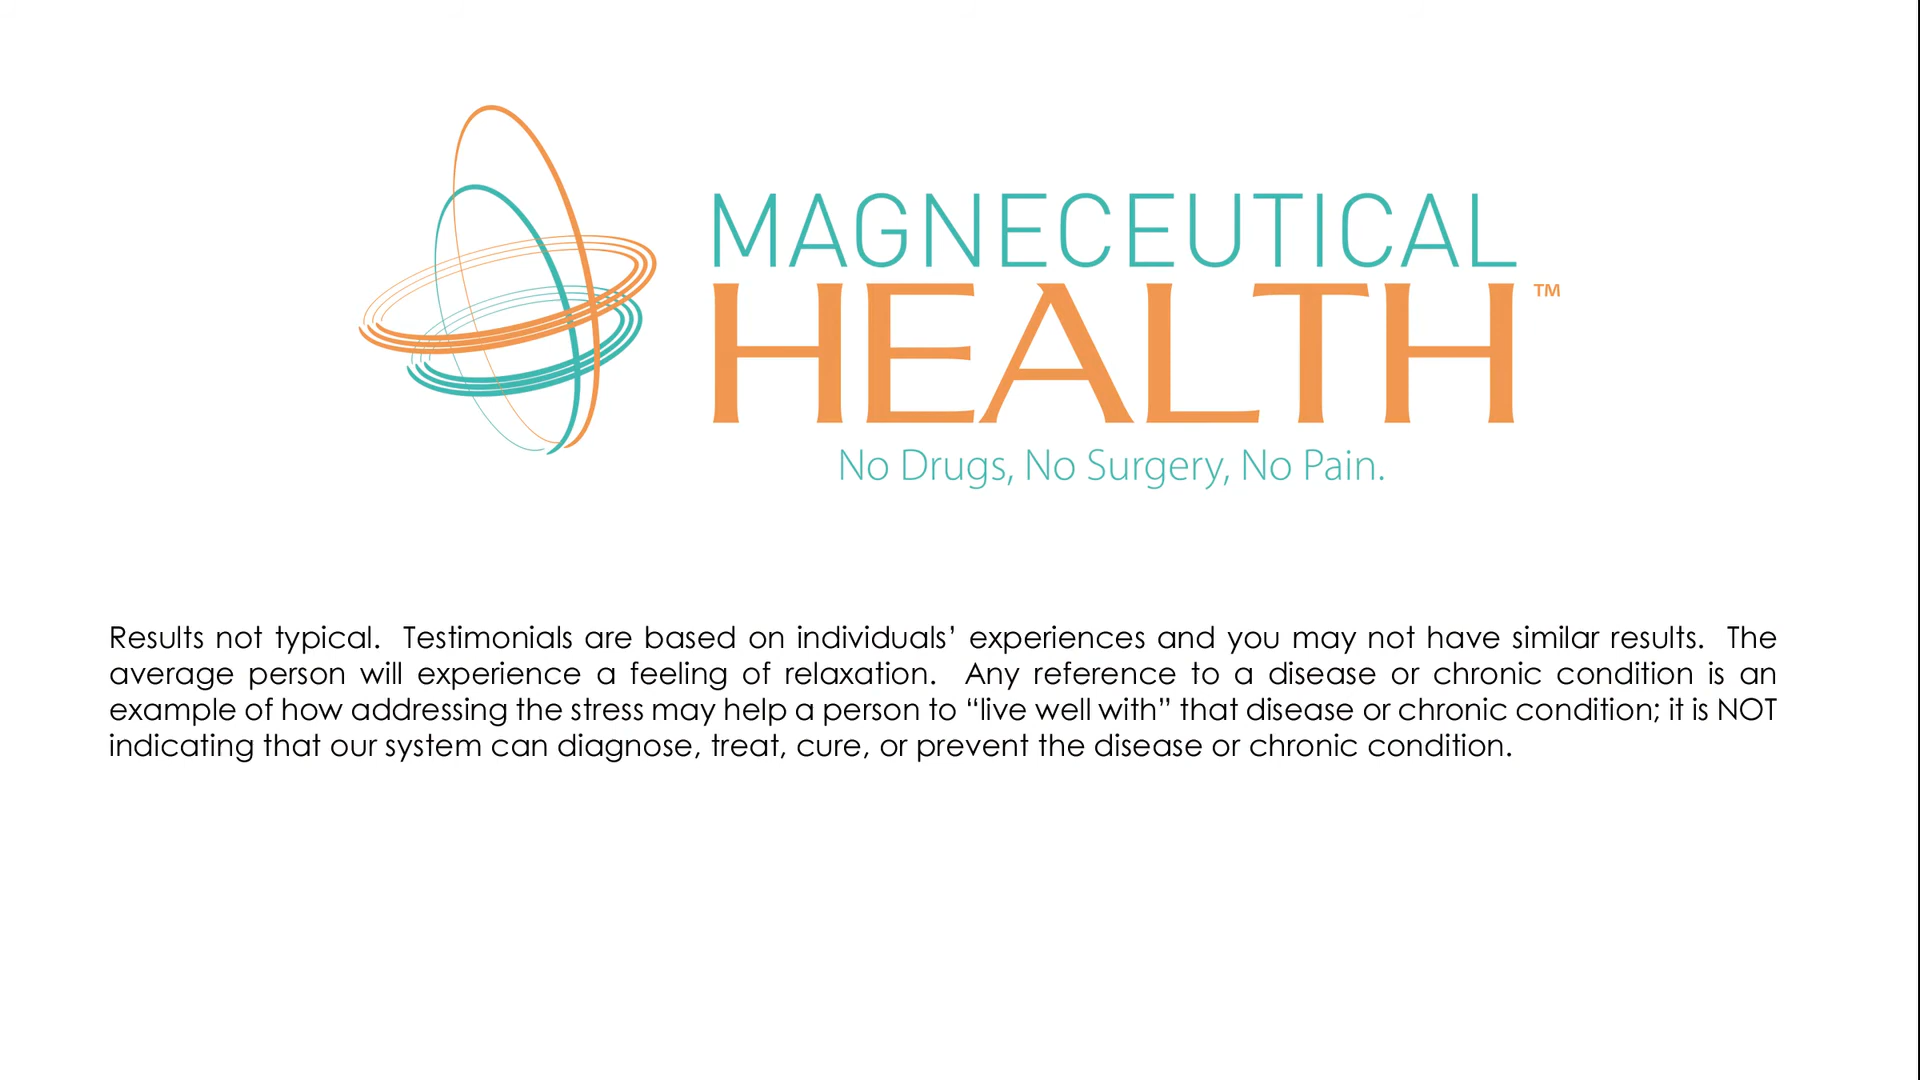 MAGNECEUTICAL
HEALTH™
No Drugs, No Surgery, No Pain.
Results not typical.  Testimonials are based on individuals’ experiences and you may not have similar results.  The
average person will experience a feeling of relaxation.  Any reference to a disease or chronic condition is an
example of how addressing the stress may help a person to “live well with” that disease or chronic condition; it is NOT
indicating that our system can diagnose, treat, cure, or prevent the disease or chronic condition.